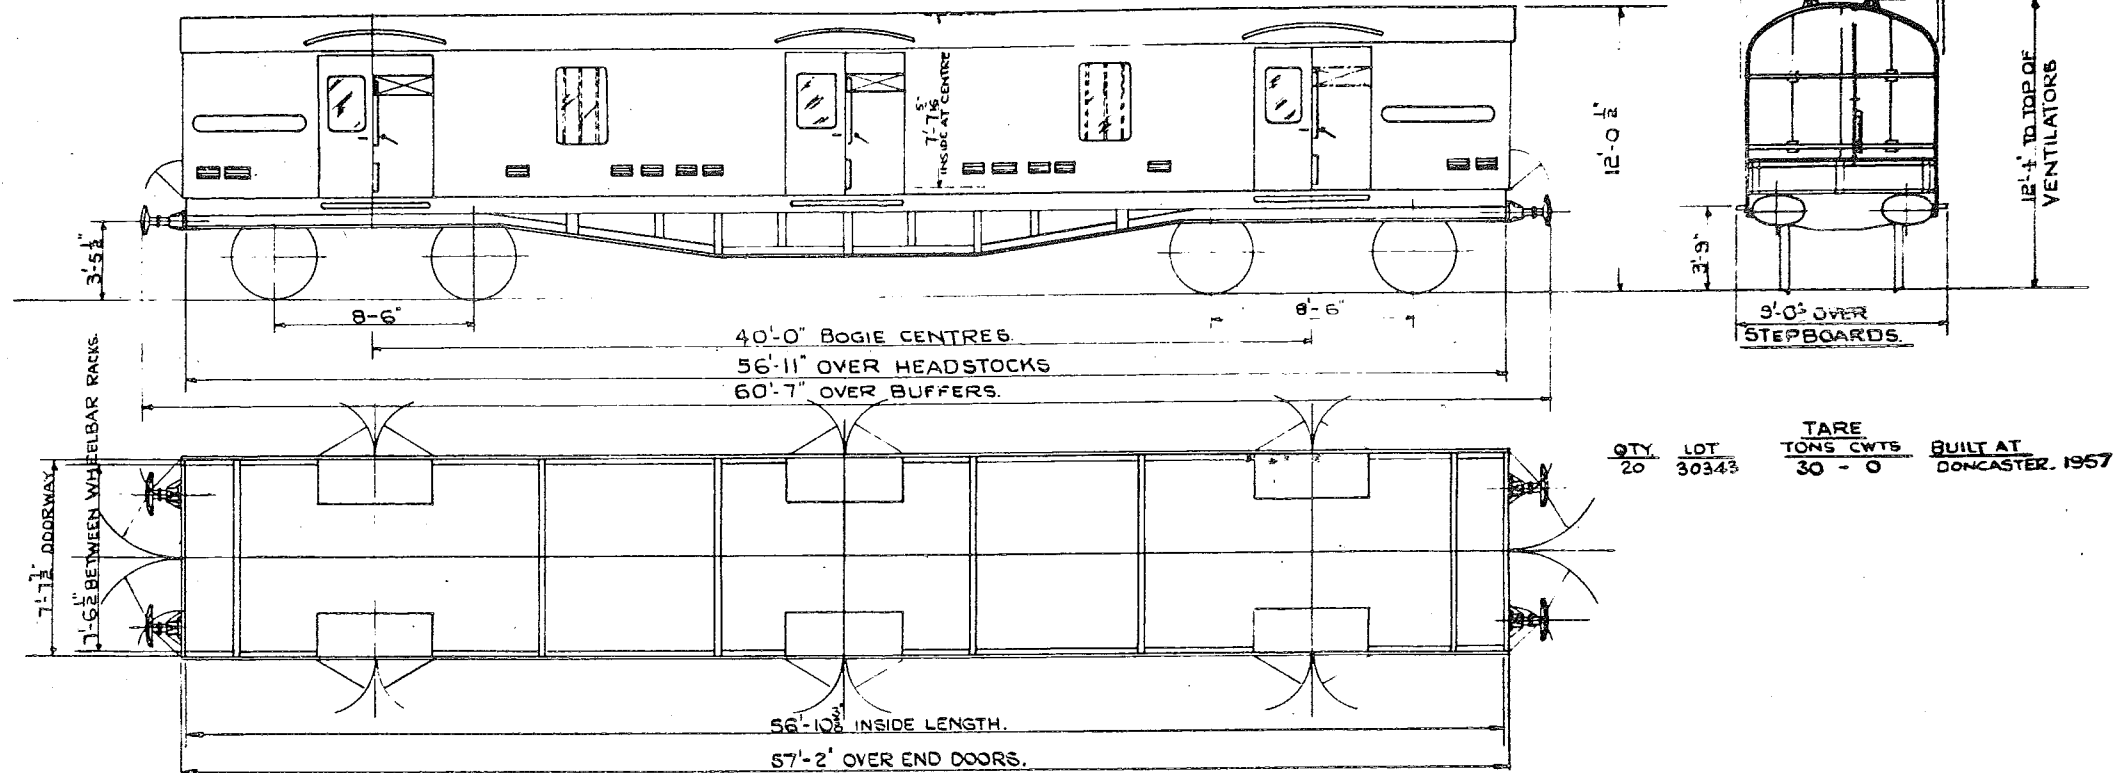 7'-7 5/16"
INSIDE AT CENTRE
12'-0 1/2"
12'-4" TO TOP OF
VENTILATORS
3'-5 1/2"
3'-9"
8-6"
8'-6"
40'-0" BOGIE CENTRES.
56'-11" OVER HEADSTOCKS
60'-7" OVER BUFFERS.
9'-0" OVER
STEPBOARDS.
7'-7 1/2" DOORWAY
7'-6 1/2" BETWEEN WHEELBAR RACKS.
QTY. LOT TARE TONS CWTS BUILT AT
20 30343 30 - 0 DONCASTER. 1957
56'-10 3/8" INSIDE LENGTH.
57'-2" OVER END DOORS.